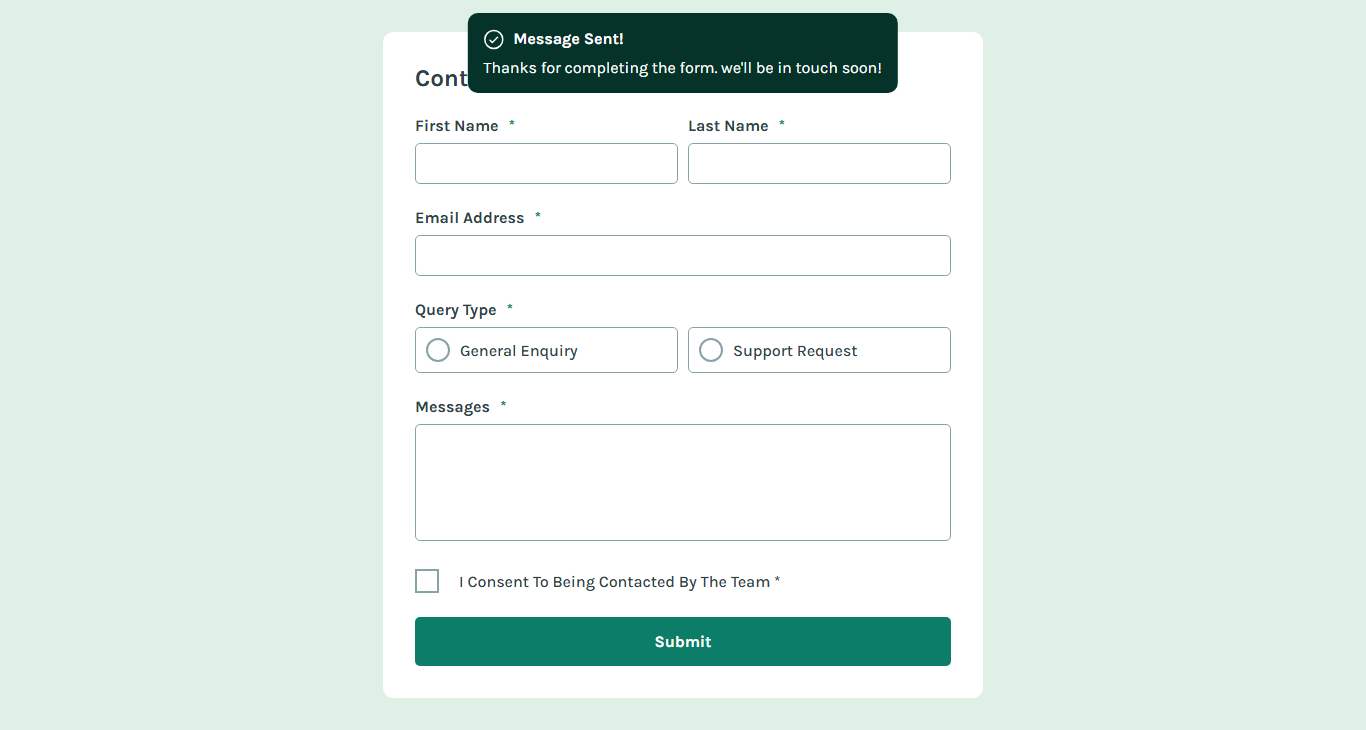 Message Sent!
Thanks for completing the form. we'll be in touch soon!
Cont
First Name *
Last Name *
Email Address *
Query Type *
General Enquiry
Support Request
Messages *
I Consent To Being Contacted By The Team *
Submit